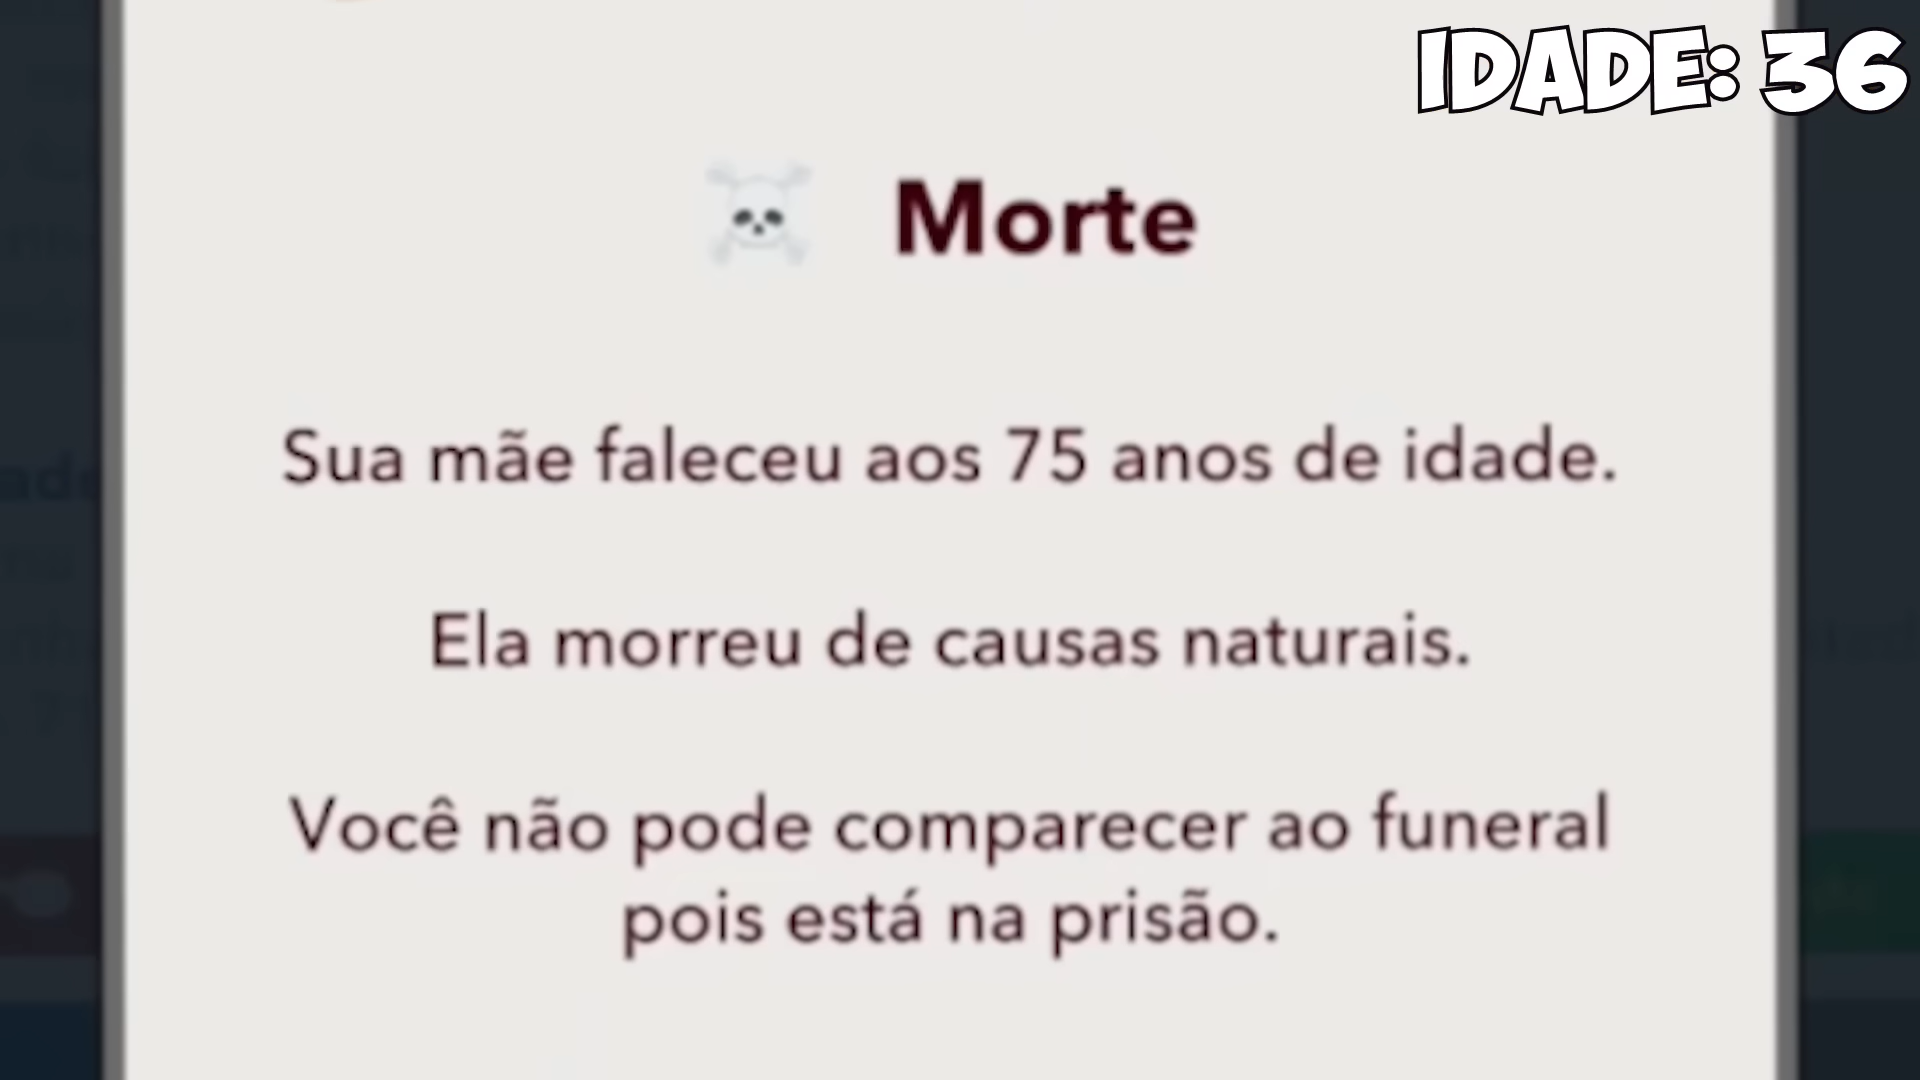 IDADE: 36
Morte
Sua mãe faleceu aos 75 anos de idade.
Ela morreu de causas naturais.
Você não pode comparecer ao funeral
pois está na prisão.